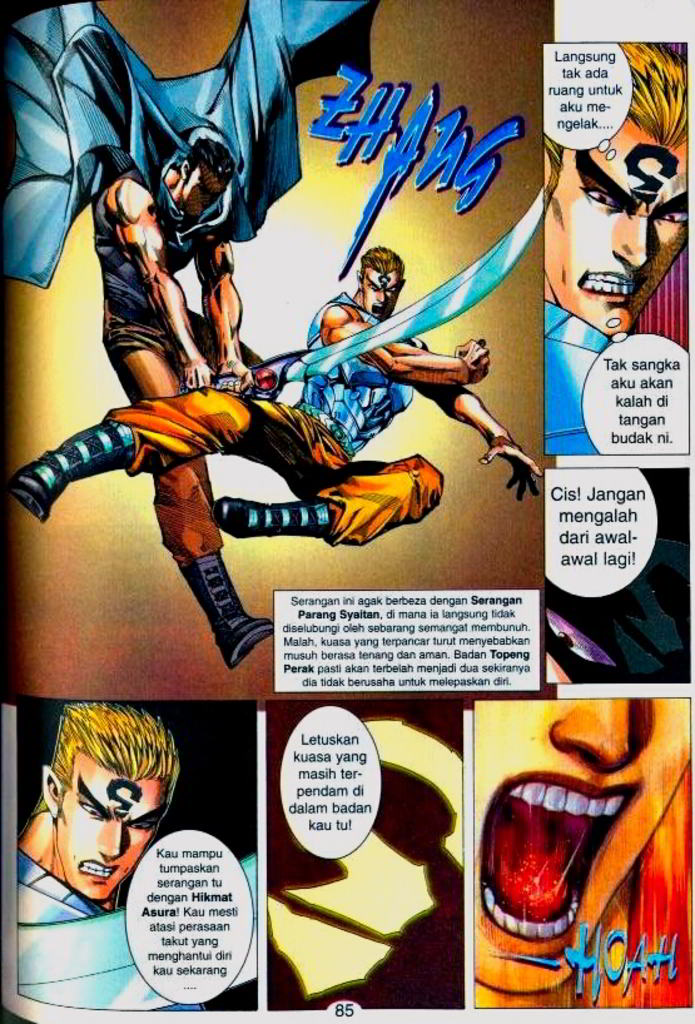 ZHANG
Langsung
tak ada
ruang untuk
aku me-
ngelak....
Tak sangka
aku akan
kalah di
tangan
budak ni.
Cis! Jangan
mengalah
dari awal-
awal lagi!
Serangan ini agak berbeza dengan Serangan
Parang Syaitan, di mana ia langsung tidak
diselubungi oleh sebarang semangat membunuh.
Malah, kuasa yang terpancar turut menyebabkan
musuh berasa tenang dan aman. Badan Topeng
Perak pasti akan terbelah menjadi dua sekiranya
dia tidak berusaha untuk melepaskan diri.
Kau mampu
tumpaskan
serangan tu
dengan Hikmat
Asura! Kau mesti
atasi perasaan
takut yang
menghantui diri
kau sekarang
....
Letuskan
kuasa yang
masih ter-
pendam di
dalam badan
kau tu!
HOAH
85